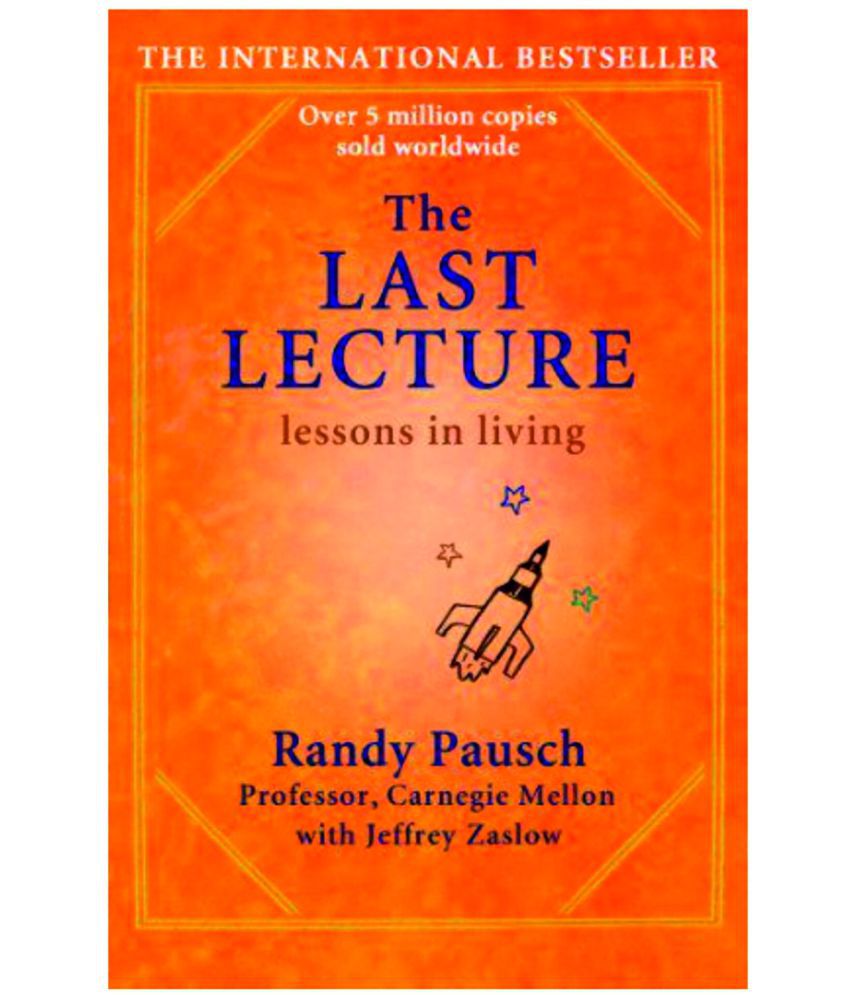 THE INTERNATIONAL BESTSELLER
Over 5 million copies
sold worldwide
The
LAST
LECTURE
lessons in living
Randy Pausch
Professor, Carnegie Mellon
with Jeffrey Zaslow